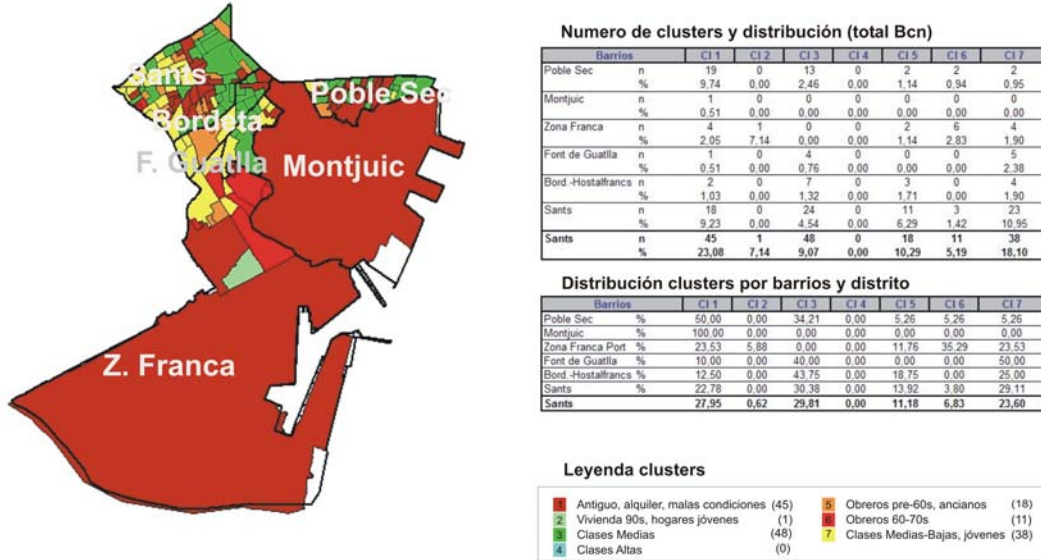 Sants
Bordeta
F. Guatlla
Poble Sec
Montjuic
Z. Franca
Numero de clusters y distribución (total Bcn)
Barrios Cl 1 Cl 2 Cl 3 Cl 4 Cl 5 Cl 6 Cl 7
Poble Sec n 19 0 13 0 2 2 2
% 9,74 0,00 2,46 0,00 1,14 0,94 0,95
Montjuic n 1 0 0 0 0 0 0
% 0,51 0,00 0,00 0,00 0,00 0,00 0,00
Zona Franca n 4 1 0 0 2 6 4
% 2,05 7,14 0,00 0,00 1,14 2,83 1,90
Font de Guatlla n 1 0 4 0 0 0 5
% 0,51 0,00 0,76 0,00 0,00 0,00 2,38
Bord.-Hostalfrancs n 2 0 7 0 3 0 4
% 1,03 0,00 1,32 0,00 1,71 0,00 1,90
Sants n 18 0 24 0 11 3 23
% 9,23 0,00 4,54 0,00 6,29 1,42 10,95
Sants n 45 1 48 0 18 11 38
% 23,08 7,14 9,07 0,00 10,29 5,19 18,10
Distribución clusters por barrios y distrito
Barrios Cl 1 Cl 2 Cl 3 Cl 4 Cl 5 Cl 6 Cl 7
Poble Sec % 50,00 0,00 34,21 0,00 5,26 5,26 5,26
Montjuic % 100,00 0,00 0,00 0,00 0,00 0,00 0,00
Zona Franca Port % 23,53 5,88 0,00 0,00 11,76 35,29 23,53
Font de Guatlla % 10,00 0,00 40,00 0,00 0,00 0,00 50,00
Bord.-Hostalfrancs % 12,50 0,00 43,75 0,00 18,75 0,00 25,00
Sants % 22,78 0,00 30,38 0,00 13,92 3,80 29,11
Sants 27,95 0,62 29,81 0,00 11,18 6,83 23,60
Leyenda clusters
1 Antiguo, alquiler, malas condiciones (45)
2 Vivienda 90s, hogares jóvenes (1)
3 Clases Medias (48)
4 Clases Altas (0)
5 Obreros pre-60s, ancianos (18)
6 Obreros 60-70s (11)
7 Clases Medias-Bajas, jóvenes (38)